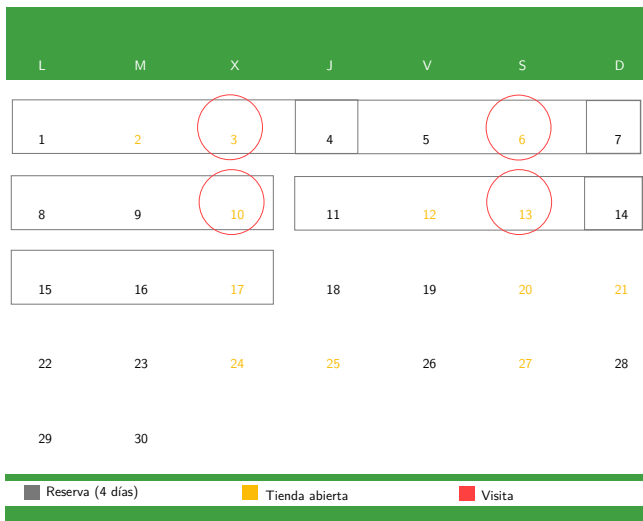 L M X J V S D
1 2 3 4 5 6 7
8 9 10 11 12 13 14
15 16 17 18 19 20 21
22 23 24 25 26 27 28
29 30
Reserva (4 días) Tienda abierta Visita